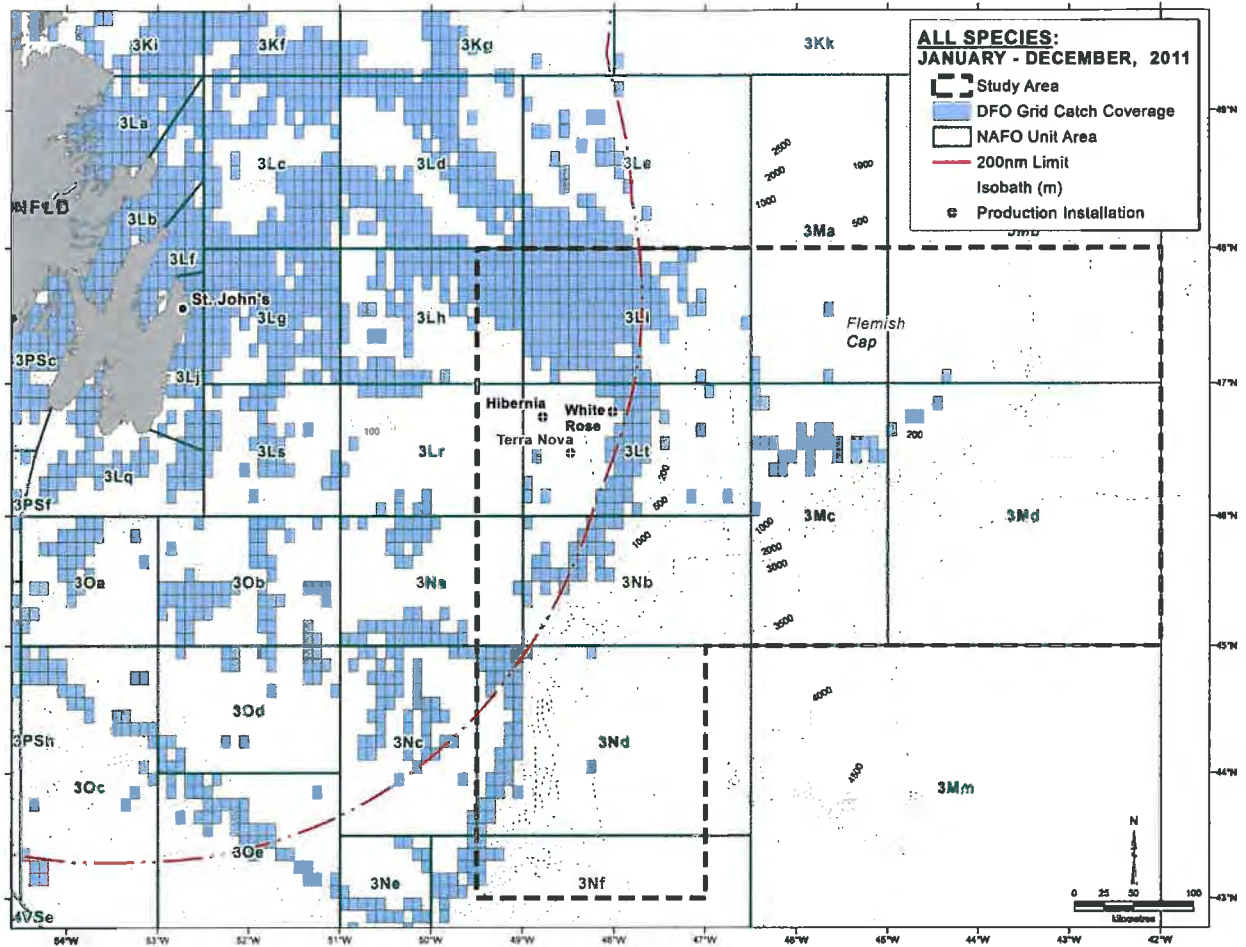 ALL SPECIES:
JANUARY - DECEMBER, 2011
Study Area
DFO Grid Catch Coverage
NAFO Unit Area
200nm Limit
Isobath (m)
Production Installation
3Ki
3Kf
3Kg
3Kk
3La
3Lc
3Ld
3Le
2500
2000
1900
1000
500
49°N
NFLD
3Lb
3Ma
3Mb
48°N
3Lf
St. John's
3Lg
3Lh
3Li
Flemish
Cap
3PSc
3Lj
47°N
Hibernia
White
Rose
Terra Nova
100
3Ls
3Lr
3Lt
200
200
3Lq
3PSf
500
3Mc
3Md
46°N
1000
1000
2000
3000
3Oa
3Ob
3Na
3Nb
3500
45°N
3Od
3PSh
3Nc
3Nd
4500
44°N
3Oc
3Mm
N
3Oe
3Ne
3Nf
0 25 50 100
kilometres
43°N
4VSe
54°W 53°W 52°W 51°W 50°W 49°W 48°W 47°W 46°W 45°W 44°W 43°W 42°W